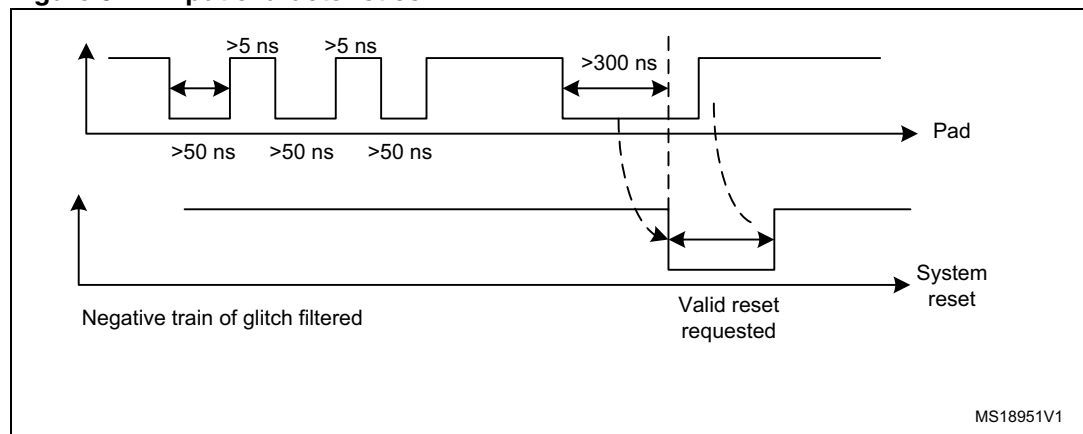 >5 ns >5 ns
>300 ns
Pad
>50 ns >50 ns >50 ns
System
reset
Negative train of glitch filtered
Valid reset
requested
MS18951V1